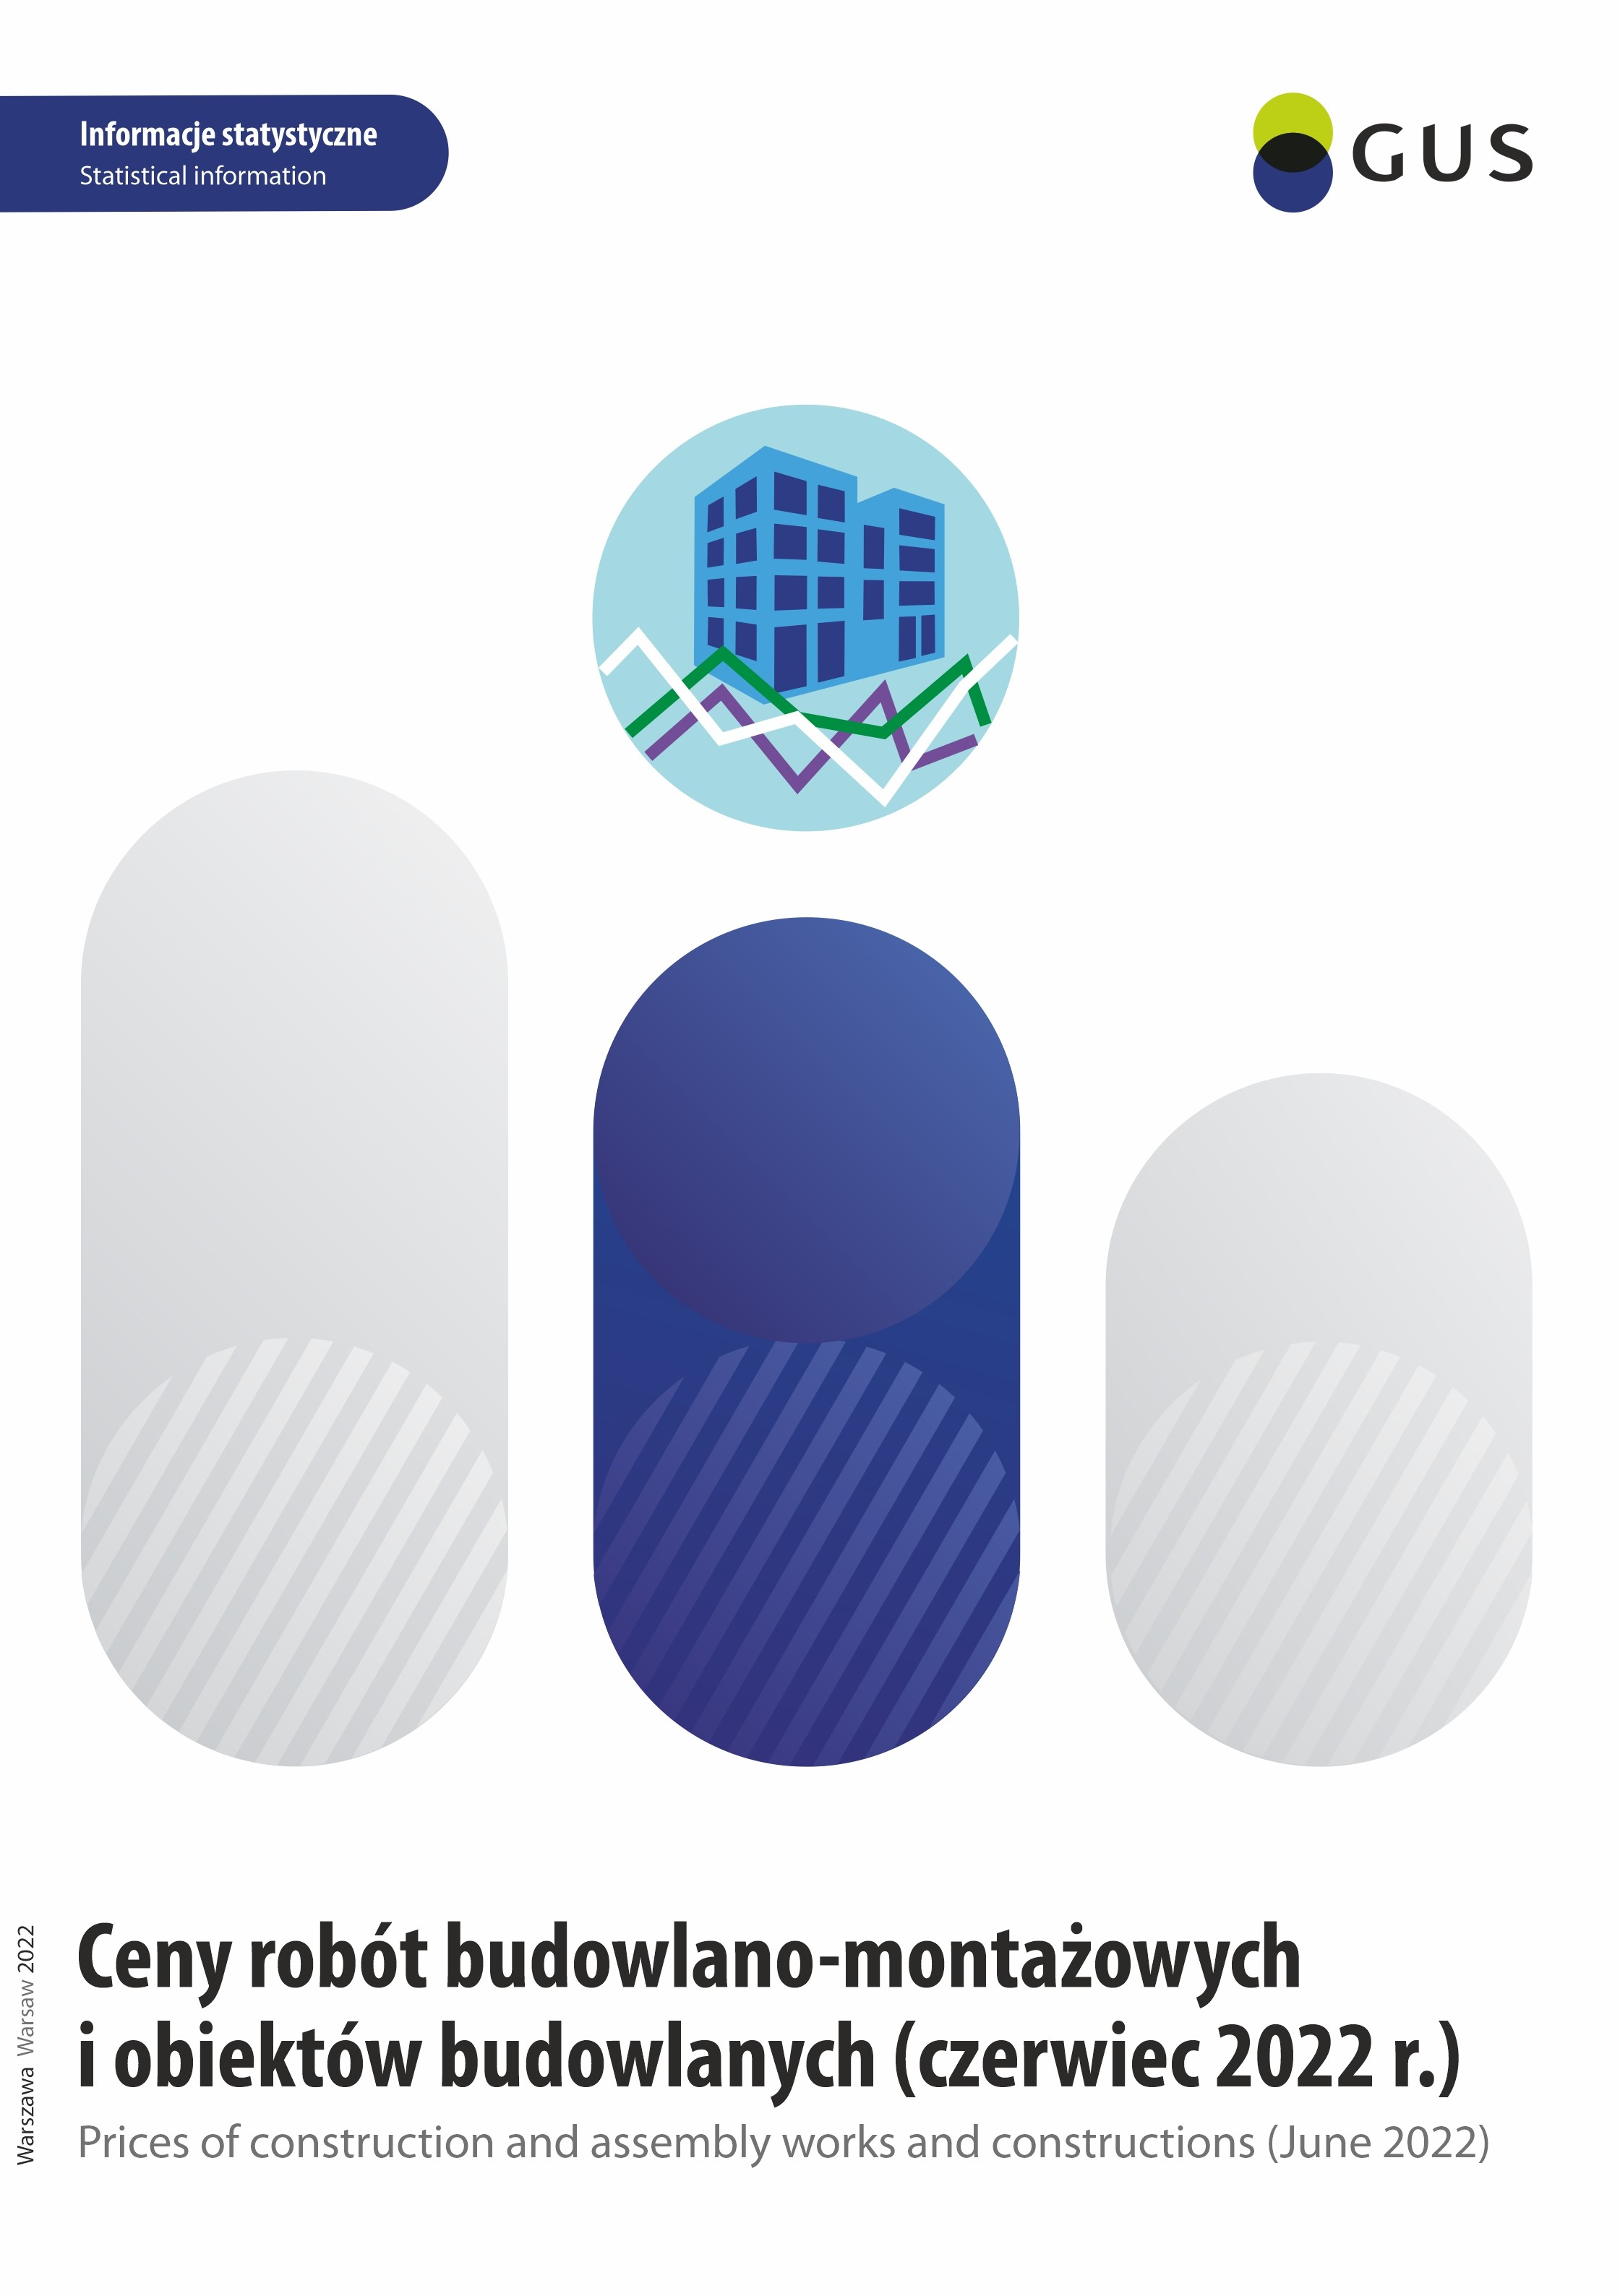 Informacje statystyczne
Statistical information
GUS
Ceny robót budowlano-montażowych
i obiektów budowlanych (czerwiec 2022 r.)
Prices of construction and assembly works and constructions (June 2022)
Warszawa Warsaw 2022